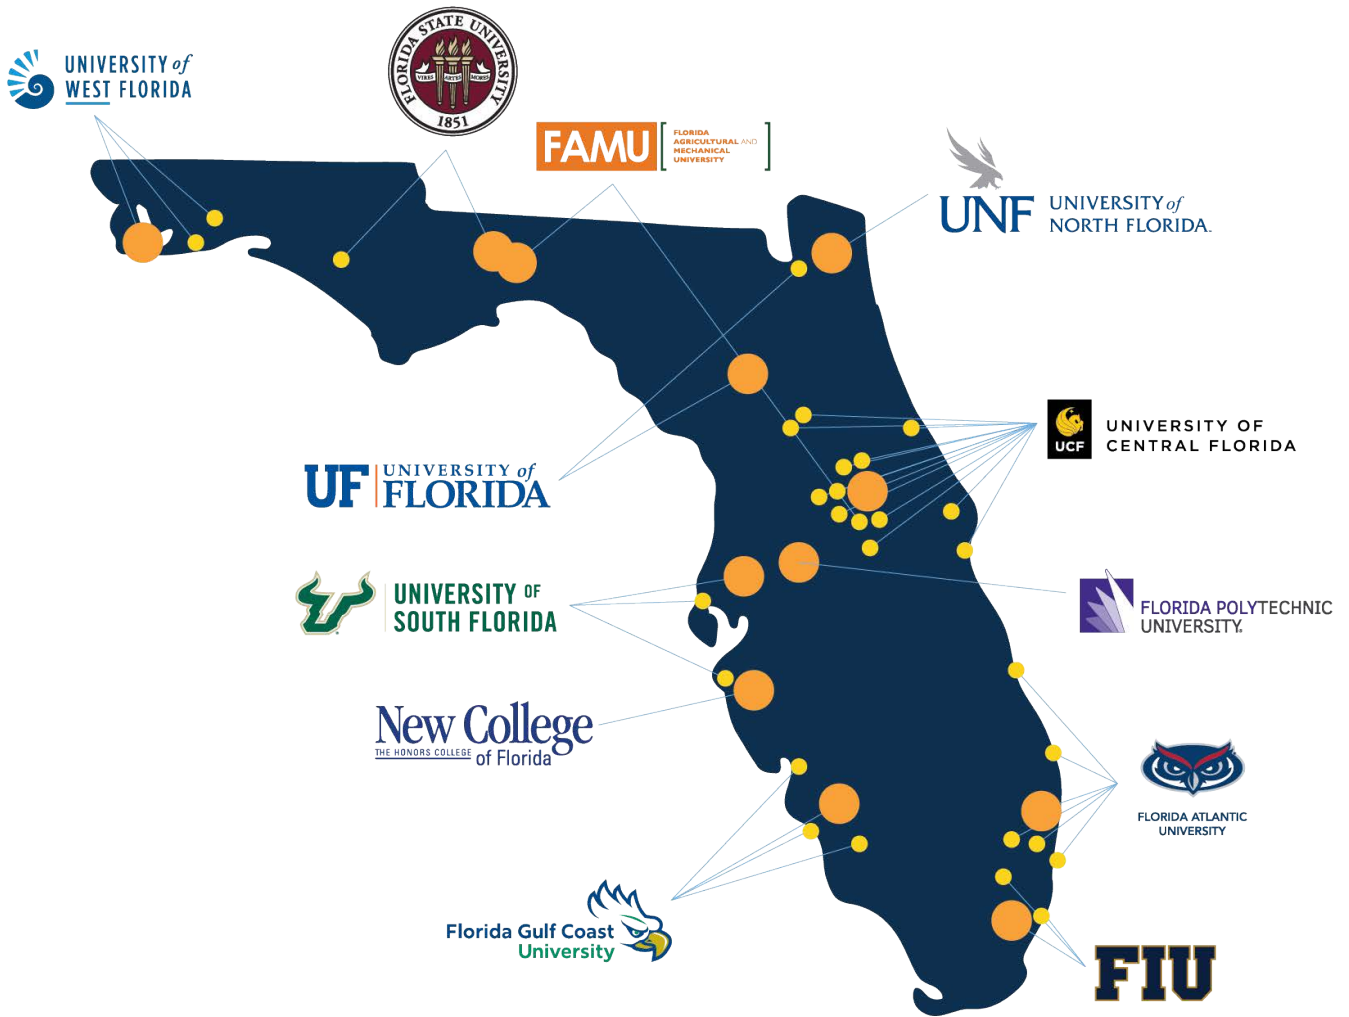 UNIVERSITY of
WEST FLORIDA
FLORIDA STATE UNIVERSITY
VIRES ARTES MORES
1851
FAMU
FLORIDA
AGRICULTURAL AND
MECHANICAL
UNIVERSITY
UNF
UNIVERSITY of
NORTH FLORIDA.
UCF
UNIVERSITY OF
CENTRAL FLORIDA
UF
UNIVERSITY of
FLORIDA
UNIVERSITY OF
SOUTH FLORIDA
FLORIDA POLYTECHNIC
UNIVERSITY.
New College
THE HONORS COLLEGE
of Florida
FLORIDA ATLANTIC
UNIVERSITY
Florida Gulf Coast
University
FIU